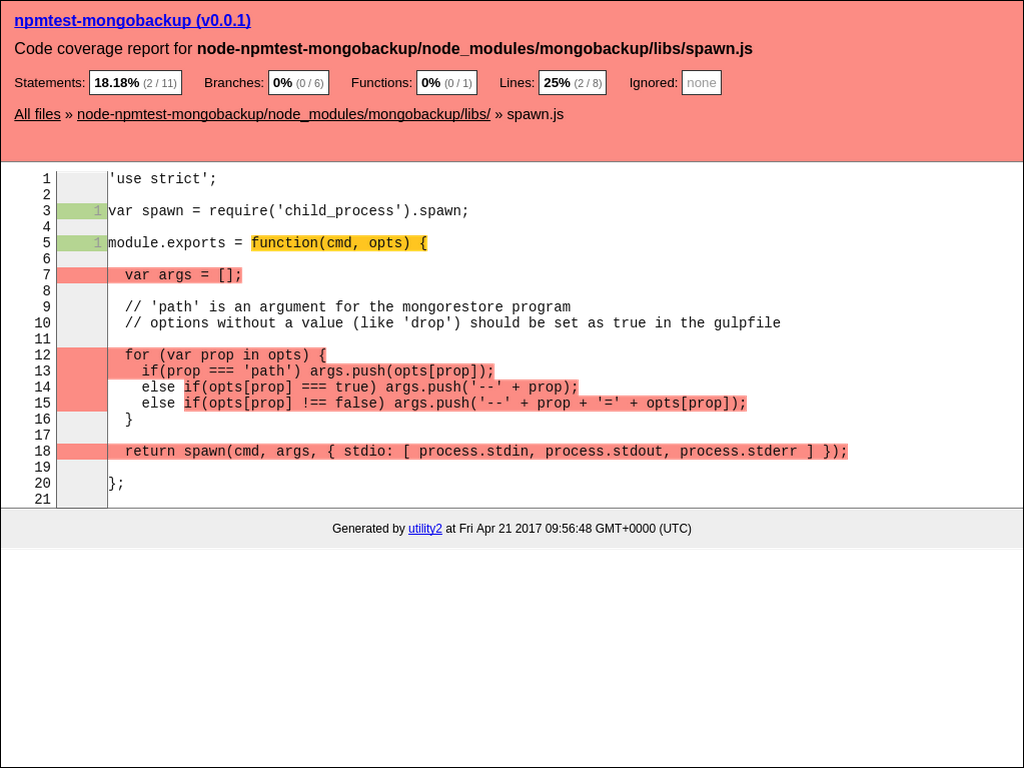 npmtest-mongobackup (v0.0.1)
Code coverage report for node-npmtest-mongobackup/node_modules/mongobackup/libs/spawn.js
Statements: 18.18% (2 / 11) Branches: 0% (0 / 6) Functions: 0% (0 / 1) Lines: 25% (2 / 8) Ignored: none
All files » node-npmtest-mongobackup/node_modules/mongobackup/libs/ » spawn.js
1 'use strict';
2
3 1 var spawn = require('child_process').spawn;
4
5 1 module.exports = function(cmd, opts) {
6
7 var args = [];
8
9 // 'path' is an argument for the mongorestore program
10 // options without a value (like 'drop') should be set as true in the gulpfile
11
12 for (var prop in opts) {
13 if(prop === 'path') args.push(opts[prop]);
14 else if(opts[prop] === true) args.push('--' + prop);
15 else if(opts[prop] !== false) args.push('--' + prop + '=' + opts[prop]);
16 }
17
18 return spawn(cmd, args, { stdio: [ process.stdin, process.stdout, process.stderr ] });
19
20 };
21
Generated by utility2 at Fri Apr 21 2017 09:56:48 GMT+0000 (UTC)